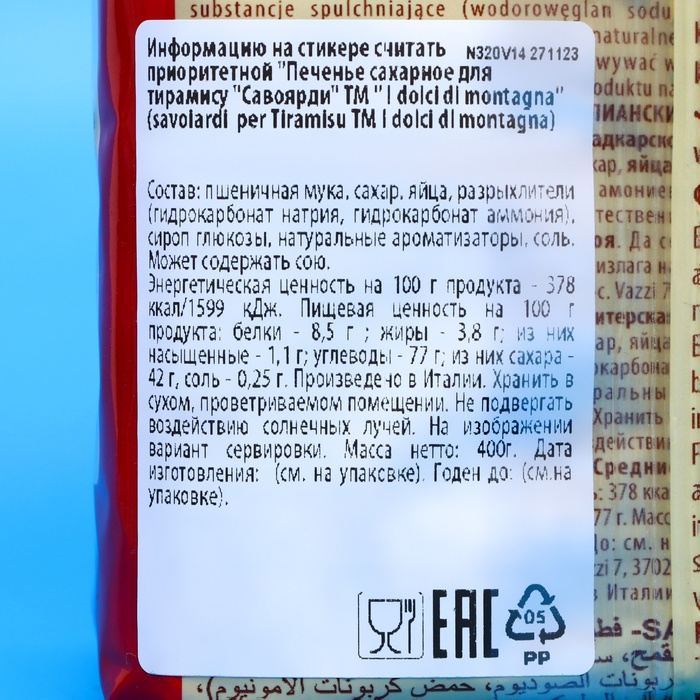 substancje spulchniające (wodorowęglan sodu
Информацию на стикере считать N320V14 271123
приоритетной "Печенье сахарное для
тирамису "Савоярди" ТМ " I dolci di montagna"
(savoiardi per Tiramisu TM I dolci di montagna)
Состав: пшеничная мука, сахар, яйца, разрыхлители
(гидрокарбонат натрия, гидрокарбонат аммония),
сироп глюкозы, натуральные ароматизаторы, соль.
Может содержать сою.
Энергетическая ценность на 100 г продукта - 378
ккал/1599 кДж. Пищевая ценность на 100 г
продукта: белки - 8,5 г ; жиры - 3,8 г; из них
насыщенные - 1,1 г; углеводы - 77 г; из них сахара -
42 г, соль - 0,25 г. Произведено в Италии. Хранить в
сухом, проветриваемом помещении. Не подвергать
воздействию солнечных лучей. На изображении
вариант сервировки. Масса нетто: 400г. Дата
изготовления: (см. на упаковке). Годен до: (см.на
упаковке).
EAC
05
PP